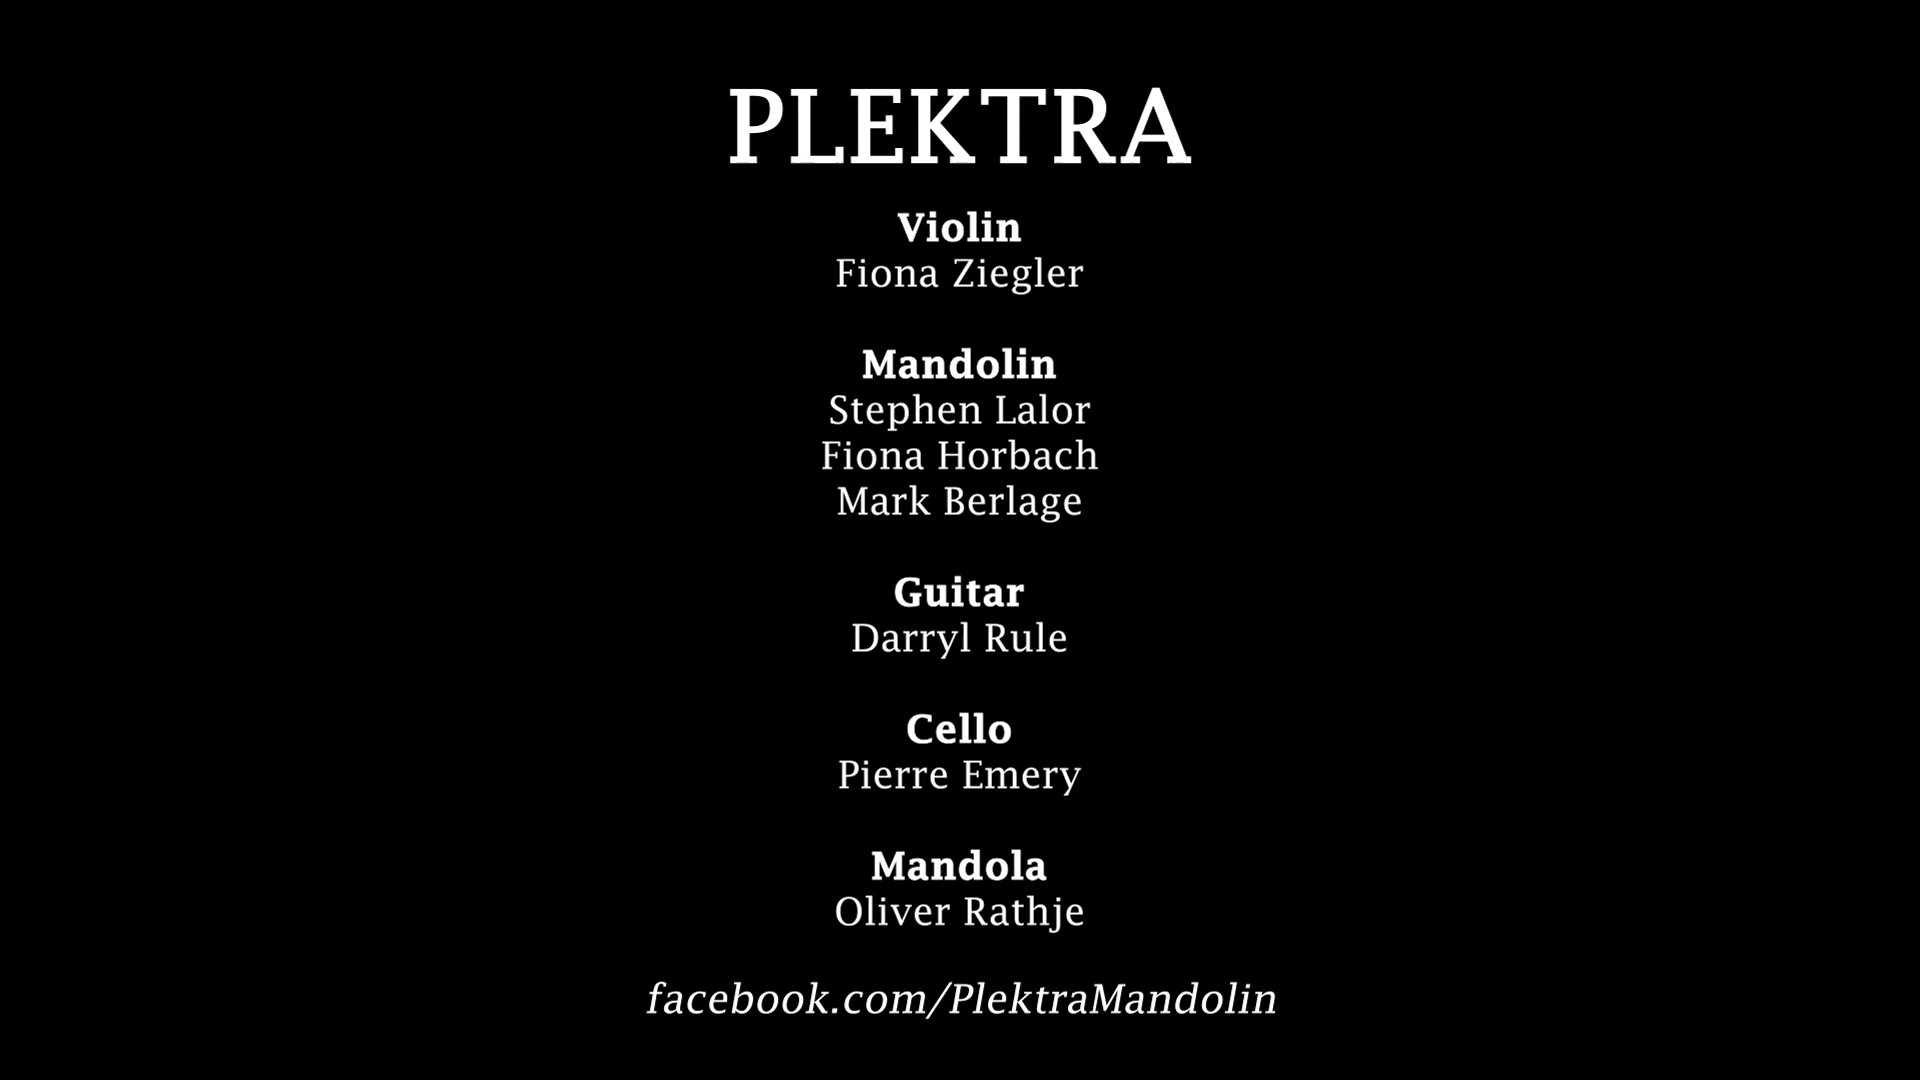 PLEKTRA
Violin
Fiona Ziegler
Mandolin
Stephen Lalor
Fiona Horbach
Mark Berlage
Guitar
Darryl Rule
Cello
Pierre Emery
Mandola
Oliver Rathje
facebook.com/PlektraMandolin